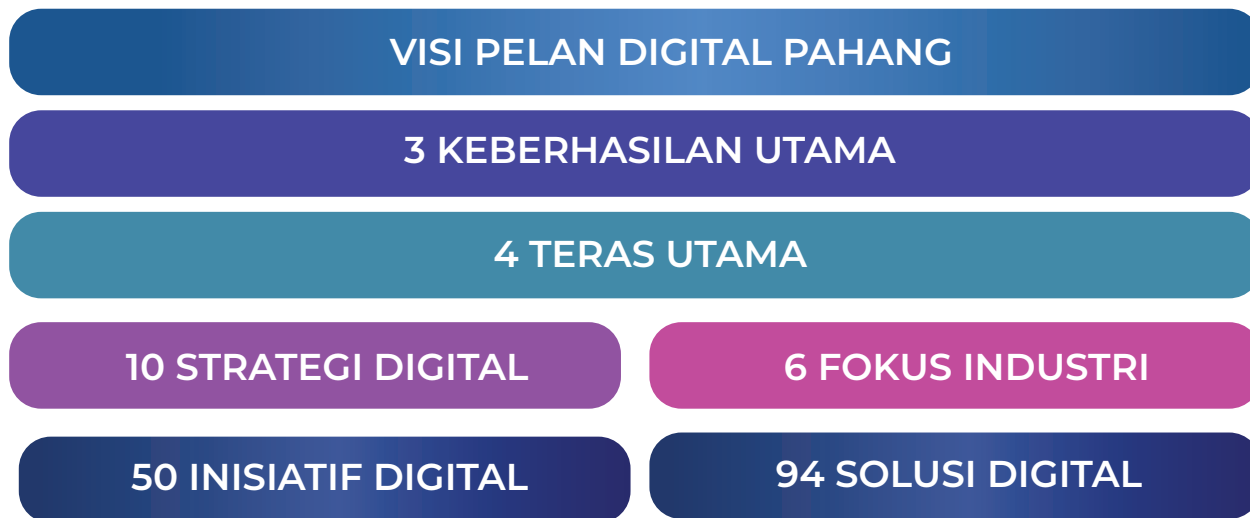 VISI PELAN DIGITAL PAHANG
3 KEBERHASILAN UTAMA
4 TERAS UTAMA
10 STRATEGI DIGITAL
6 FOKUS INDUSTRI
50 INISIATIF DIGITAL
94 SOLUSI DIGITAL